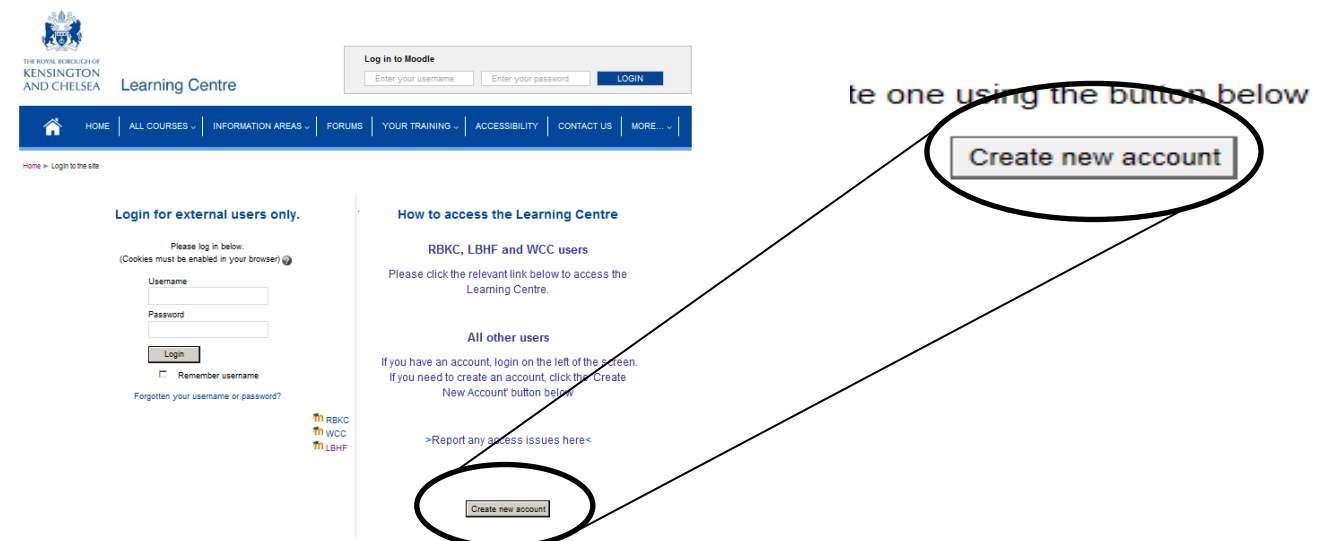 THE ROYAL BOROUGH OF
KENSINGTON
AND CHELSEA
Learning Centre
Log in to Moodle
Enter your username
Enter your password
LOGIN
HOME
ALL COURSES
INFORMATION AREAS
FORUMS
YOUR TRAINING
ACCESSIBILITY
CONTACT US
MORE...
Home ► Login to the site
Login for external users only.
Please log in below.
(Cookies must be enabled in your browser)
Username
Password
Login
Remember username
Forgotten your username or password?
RBKC
WCC
LBHF
How to access the Learning Centre
RBKC, LBHF and WCC users
Please click the relevant link below to access the
Learning Centre.
All other users
If you have an account, login on the left of the screen.
If you need to create an account, click the 'Create
New Account' button below
>Report any access issues here<
Create new account
te one using the button below
Create new account